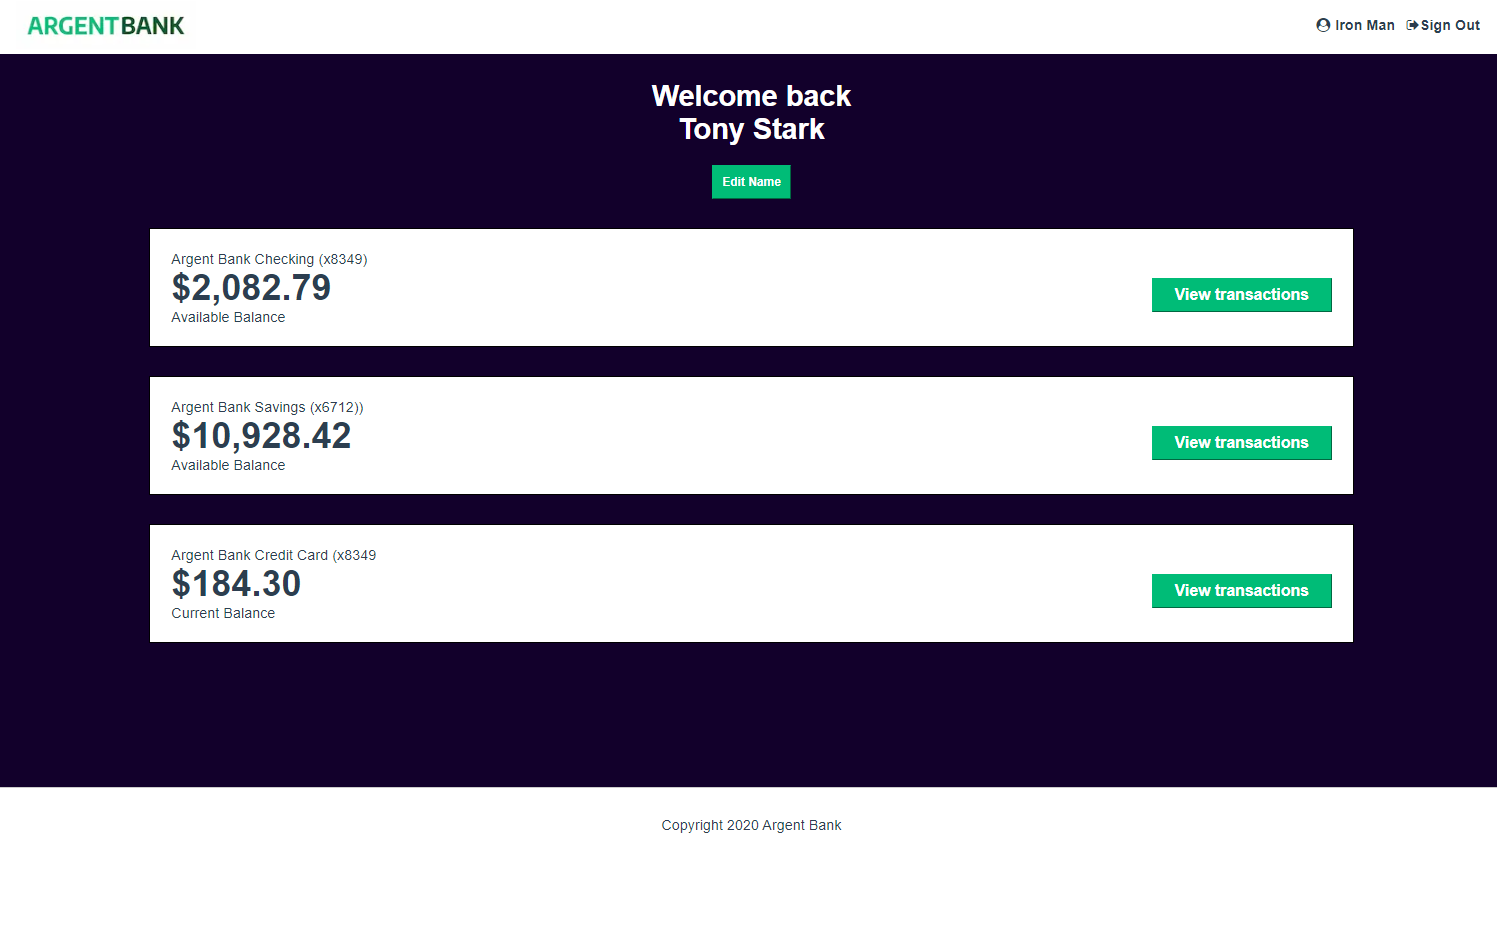 ARGENTBANK
Iron Man Sign Out
Welcome back
Tony Stark
Edit Name
Argent Bank Checking (x8349)
$2,082.79
Available Balance
View transactions
Argent Bank Savings (x6712))
$10,928.42
Available Balance
View transactions
Argent Bank Credit Card (x8349
$184.30
Current Balance
View transactions
Copyright 2020 Argent Bank